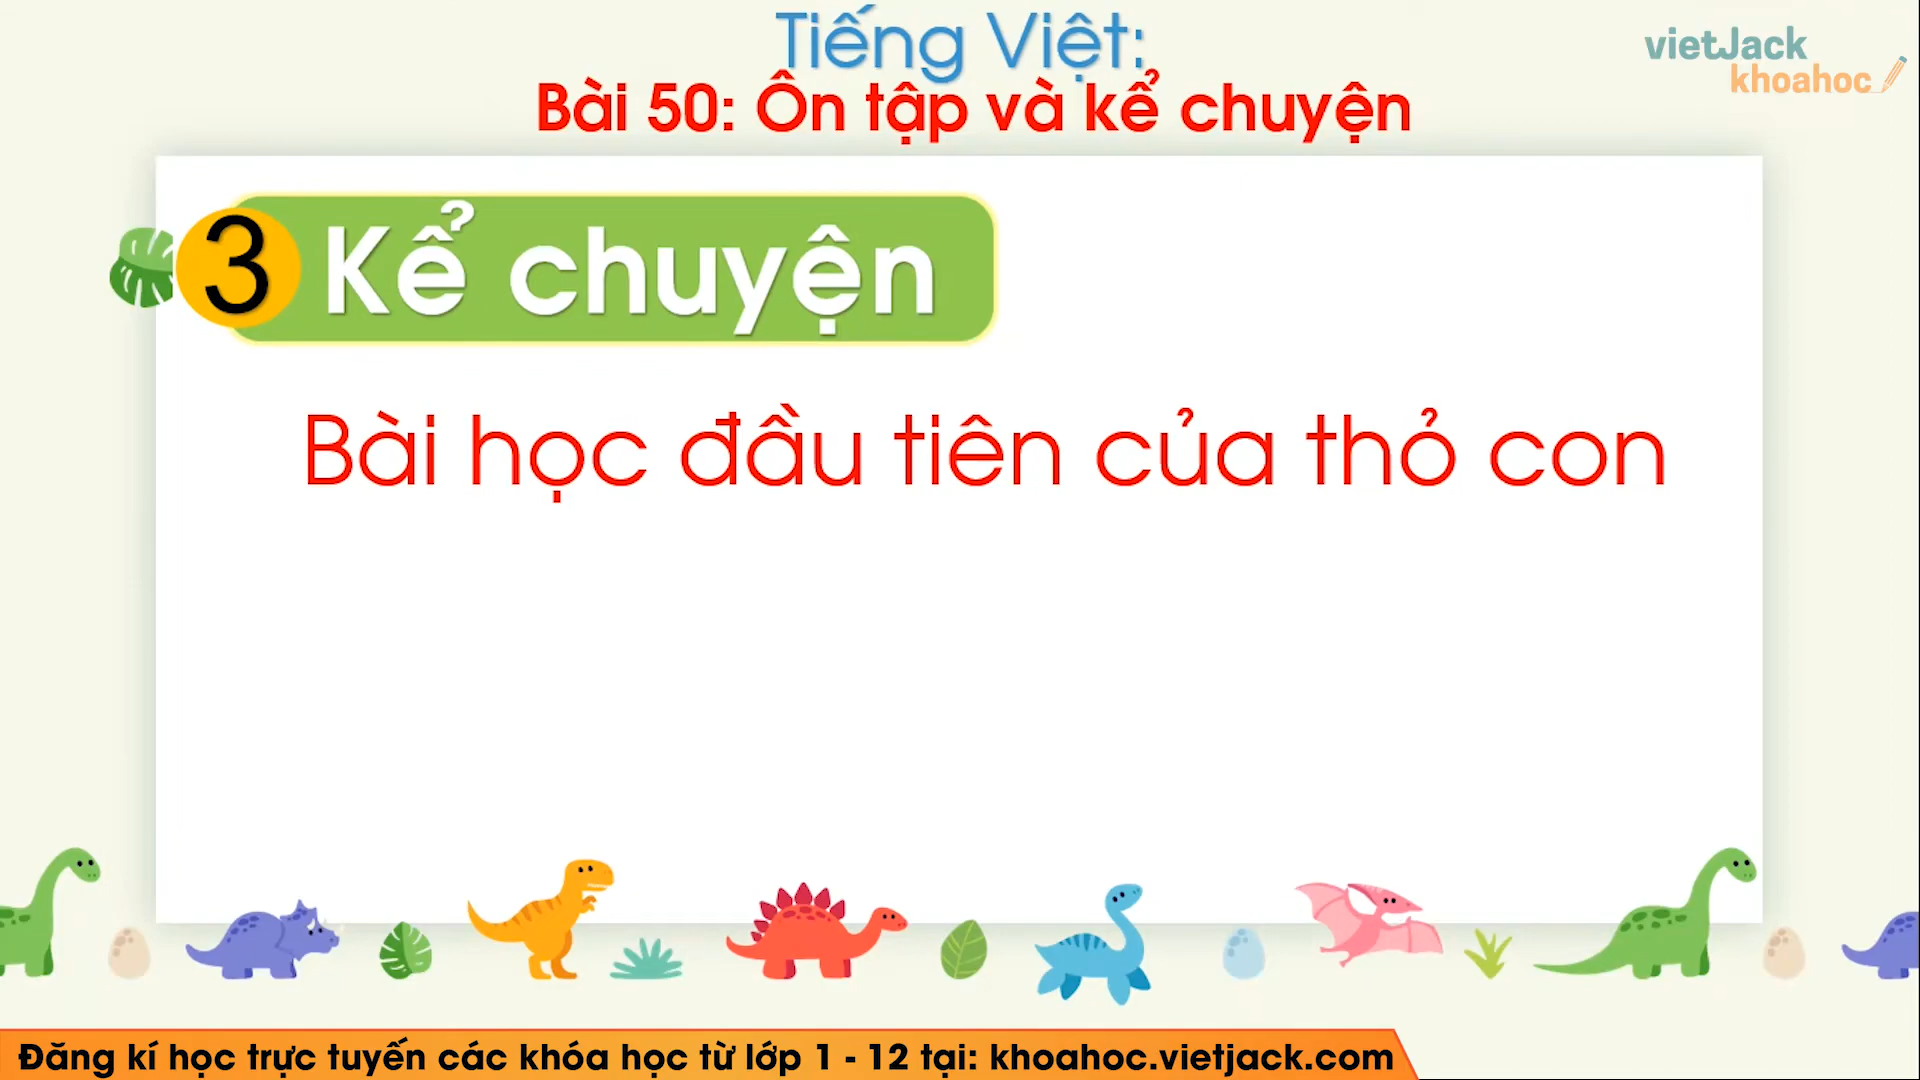 Tiếng Việt:
vietJack
khoahoc
Bài 50: Ôn tập và kể chuyện
3 Kể chuyện
Bài học đầu tiên của thỏ con
Đăng kí học trực tuyến các khóa học từ lớp 1 - 12 tại: khoahoc.vietjack.com